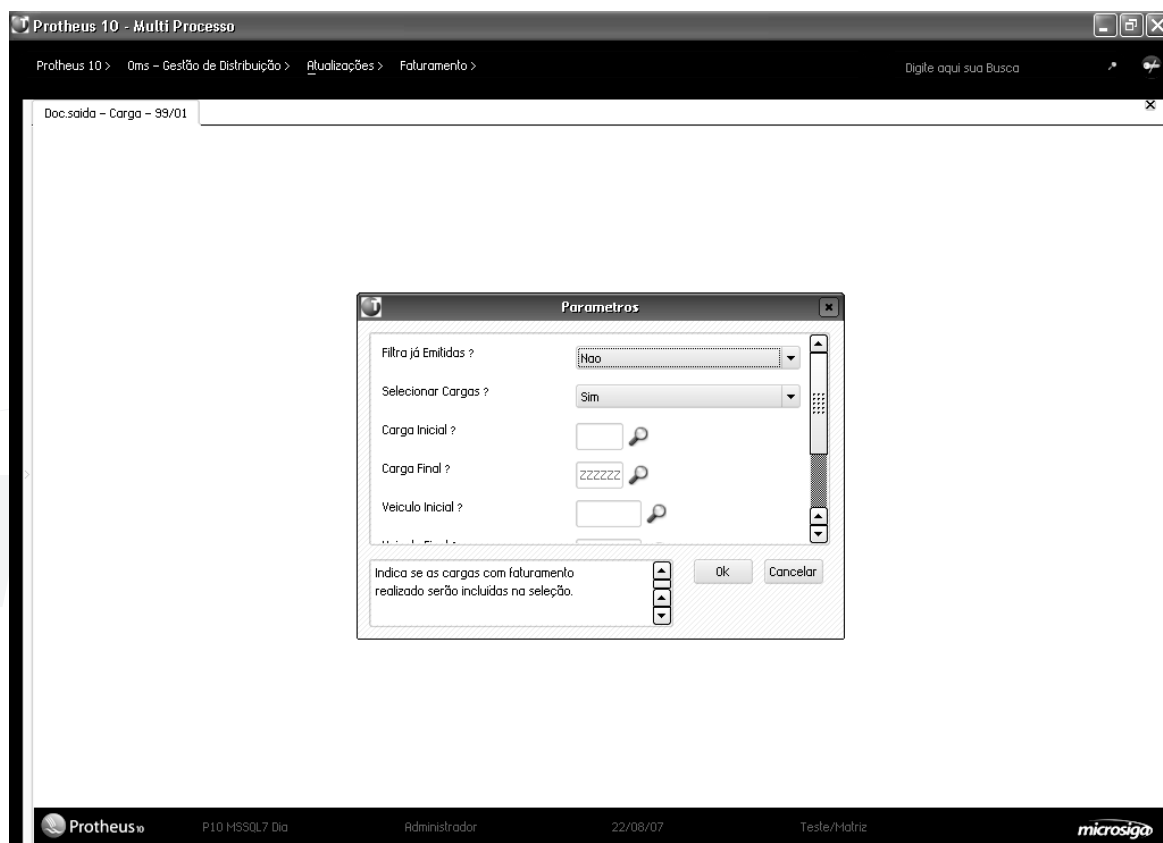 Protheus 10 - Multi Processo
Protheus 10 > Oms – Gestão de Distribuição > Atualizações > Faturamento >
Digite aqui sua Busca
Doc.saida – Carga – 99/01
Parametros
Filtra já Emitidas ?
Nao
Selecionar Cargas ?
Sim
Carga Inicial ?
Carga Final ?
ZZZZZZ
Veiculo Inicial ?
Indica se as cargas com faturamento
realizado serão incluídas na seleção.
Ok
Cancelar
Protheus10
P10 MSSQL7 Dia
Administrador
22/08/07
Teste/Matriz
microsiga